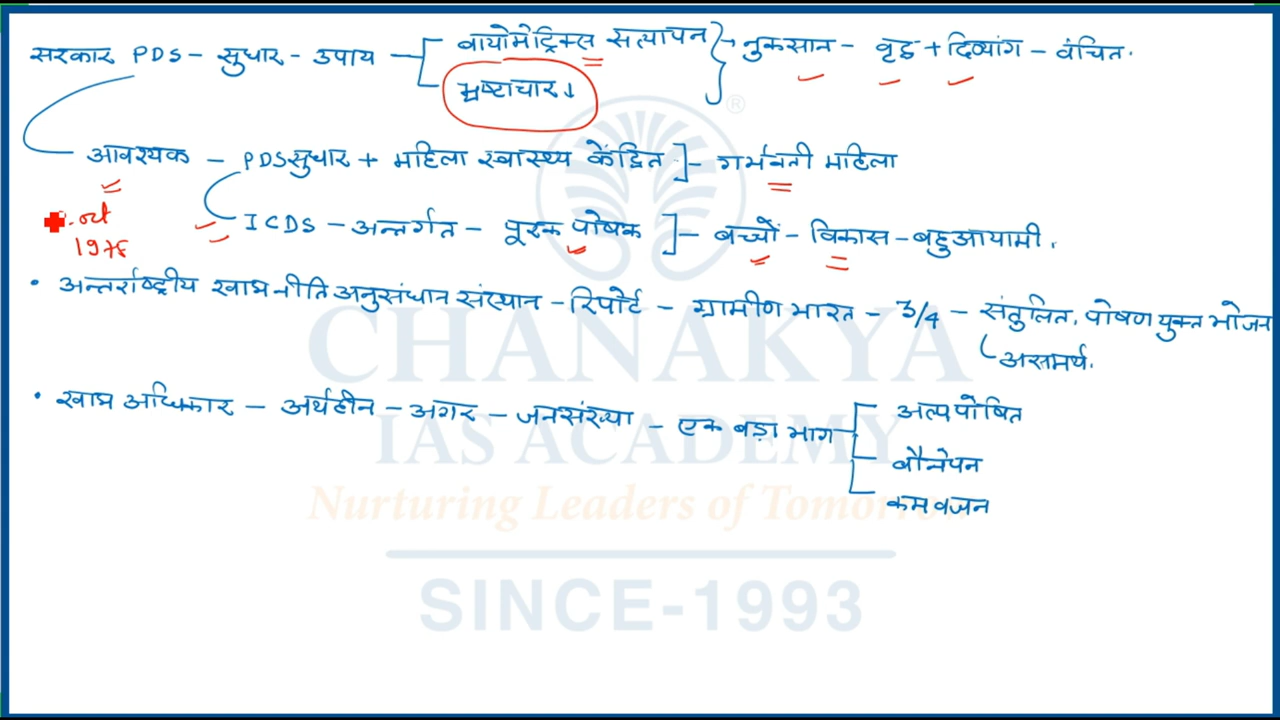 सरकार PDS - सुधार - उपाय - बायोमेट्रिक्स सत्यापन } → नुकसान - वृद्ध + दिव्यांग - वंचित.
भ्रष्टाचार ↓
आवश्यक - PDS सुधार + महिला स्वास्थ्य केंद्रित ] - गर्भवती महिला
ICDS - अन्तर्गत - पूरक पोषक ] - बच्चों - विकास - बहुआयामी.
oct
• अन्तर्राष्ट्रीय खाद्य नीति अनुसंधान संस्थान - रिपोर्ट - ग्रामीण भारत - 3/4 - संतुलित, पोषण युक्त भोजन
असमर्थ.
• खाद्य अधिकार - अर्थहीन - अगर - जनसंख्या - एक बड़ा भाग
अल्पपोषित
बौनेपन
कम वजन
CHANAKYA
IAS ACADEMY
Nurturing Leaders of Tomorrow
SINCE-1993
®